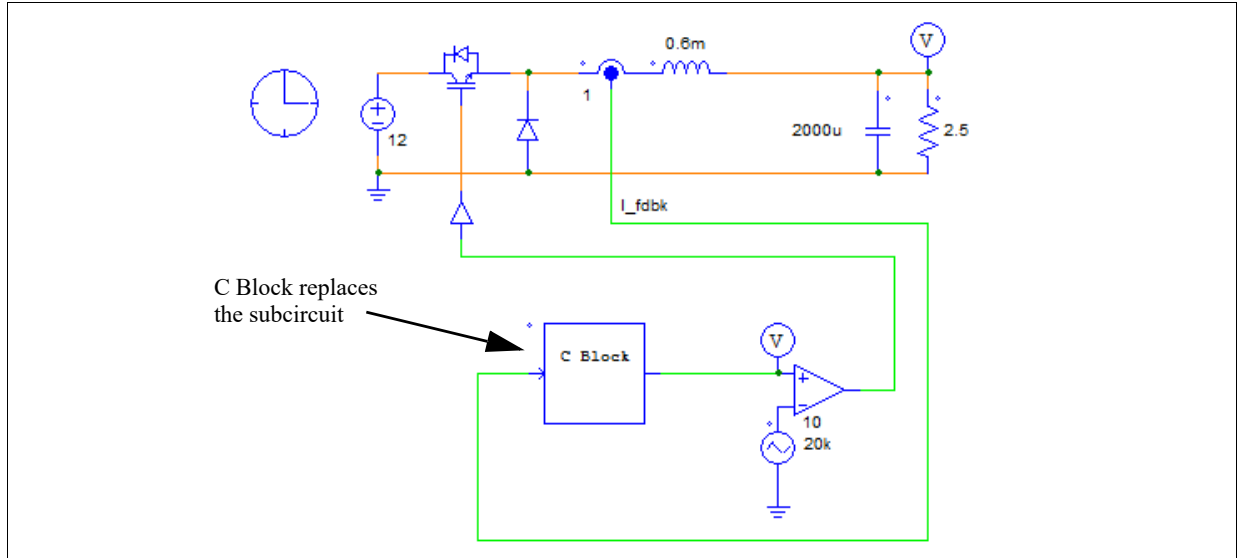 0.6m
V
1
12
2000u
2.5
I_fdbk
C Block replaces
the subcircuit
C Block
V
10
20k